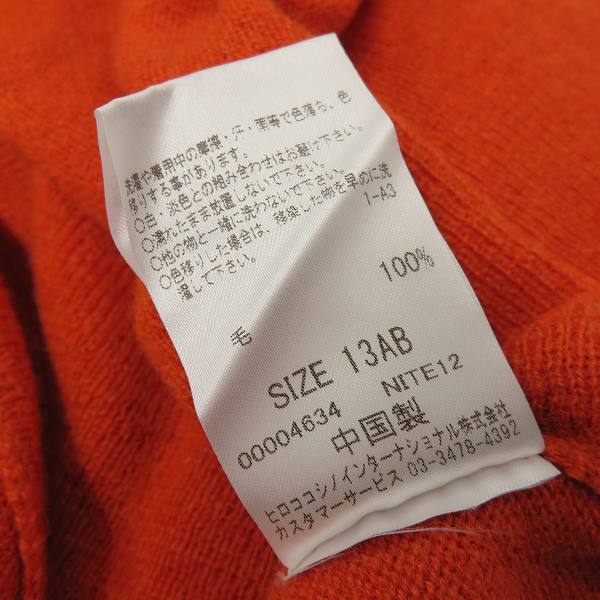 洗濯や着用中の摩擦・汗・雨等で色落ち、色
移りする事があります。
○白・淡色との組み合わせはお避け下さい。
○濡れたまま放置しないで下さい。
○他の物と一緒に洗わないで下さい。
○色移りした場合は、移染した物を早めに洗
濯して下さい。
1-A3
毛 100%
SIZE 13AB
00004634 NITE12
中国製
ヒロココシノインターナショナル株式会社
カスタマーサービス 03-3478-4392